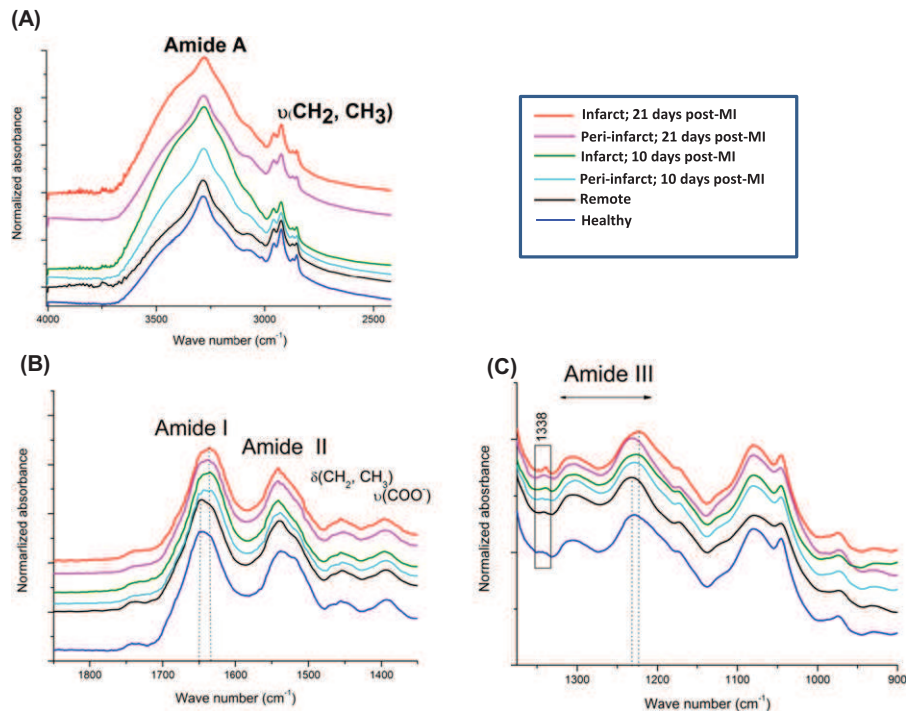 (A)
Amide A
υ(CH2, CH3)
Normalized absorbance
4000 3500 3000 2500
Wave number (cm-1)
Infarct; 21 days post-MI
Peri-infarct; 21 days post-MI
Infarct; 10 days post-MI
Peri-infarct; 10 days post-MI
Remote
Healthy
(B)
Amide I
Amide II
δ(CH2, CH3)
υ(COO-)
Normarlized absorbance
1800 1700 1600 1500 1400
Wave number (cm-1)
(C)
Amide III
1338
Normalized absorbance
1300 1200 1100 1000 900
Wave number (cm-1)